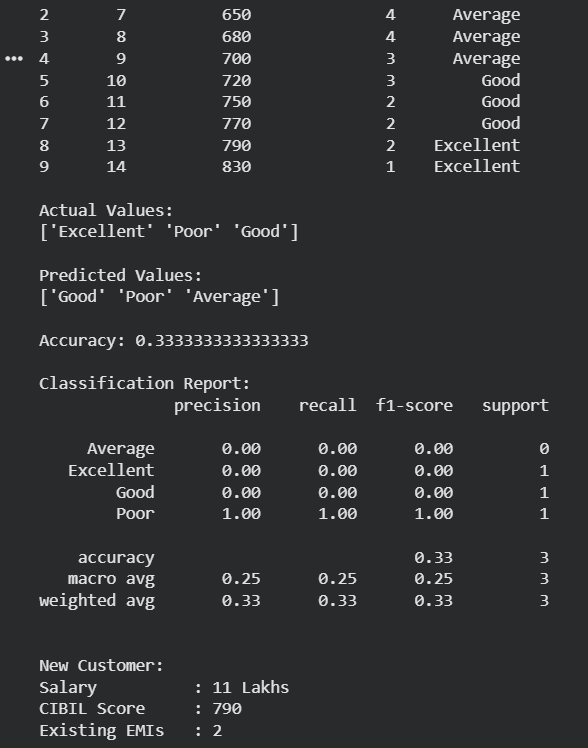 2 7 650 4 Average
3 8 680 4 Average
••• 4 9 700 3 Average
5 10 720 3 Good
6 11 750 2 Good
7 12 770 2 Good
8 13 790 2 Excellent
9 14 830 1 Excellent
Actual Values:
['Excellent' 'Poor' 'Good']
Predicted Values:
['Good' 'Poor' 'Average']
Accuracy: 0.3333333333333333
Classification Report:
precision recall f1-score support
Average 0.00 0.00 0.00 0
Excellent 0.00 0.00 0.00 1
Good 0.00 0.00 0.00 1
Poor 1.00 1.00 1.00 1
accuracy 0.33 3
macro avg 0.25 0.25 0.25 3
weighted avg 0.33 0.33 0.33 3
New Customer:
Salary : 11 Lakhs
CIBIL Score : 790
Existing EMIs : 2